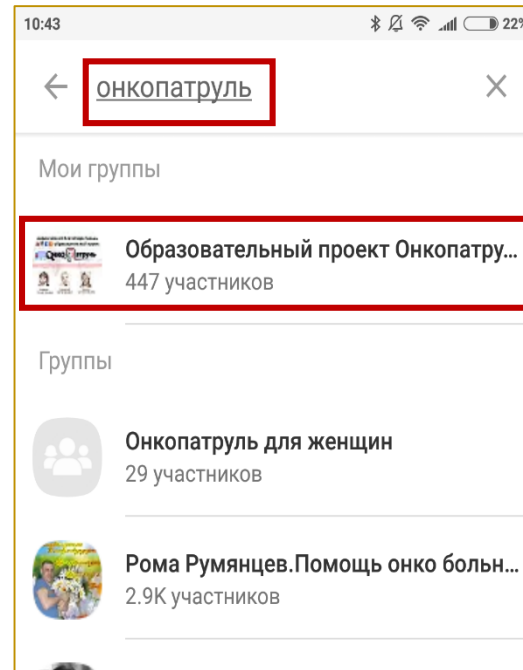 10:43 22%
онкопатруль
Мои группы
Образовательный проект Онкопатру...
447 участников
Группы
Онкопатруль для женщин
29 участников
Рома Румянцев.Помощь онко больн...
2.9K участников